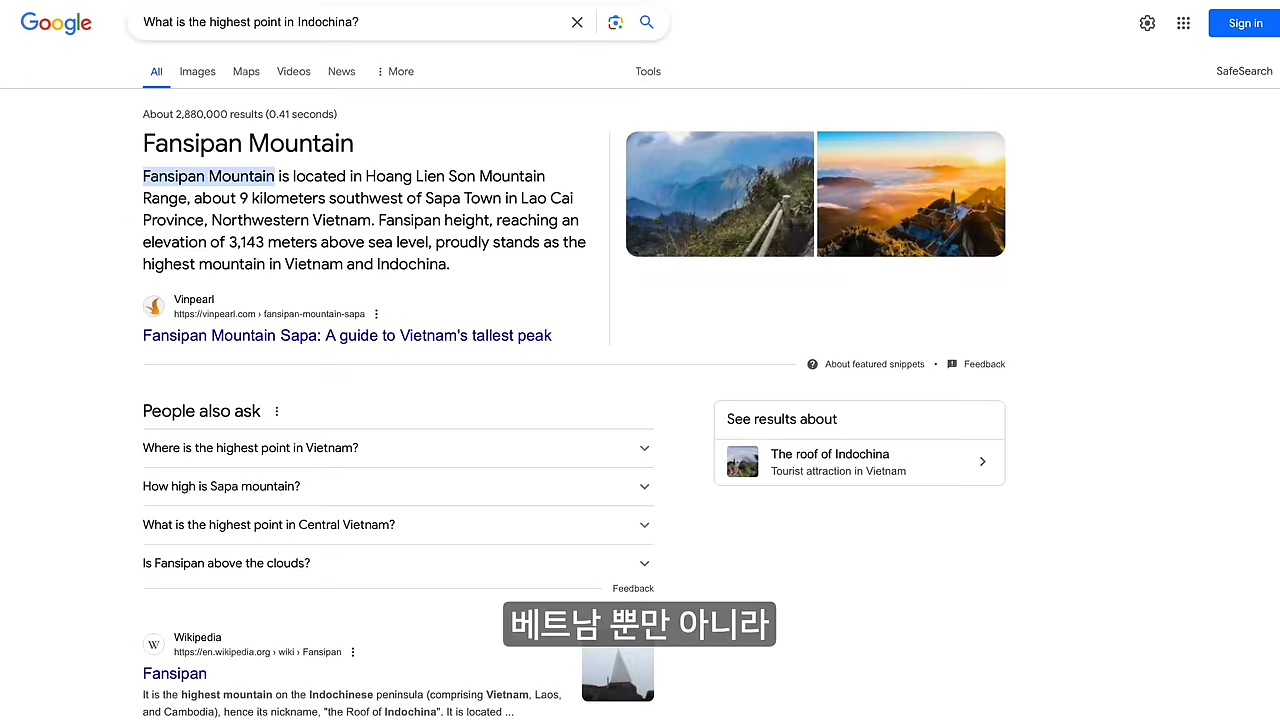 Google
What is the highest point in Indochina?
Sign in
All Images Maps Videos News More Tools SafeSearch
About 2,880,000 results (0.41 seconds)
Fansipan Mountain
Fansipan Mountain is located in Hoang Lien Son Mountain
Range, about 9 kilometers southwest of Sapa Town in Lao Cai
Province, Northwestern Vietnam. Fansipan height, reaching an
elevation of 3,143 meters above sea level, proudly stands as the
highest mountain in Vietnam and Indochina.
Vinpearl
https://vinpearl.com › fansipan-mountain-sapa
Fansipan Mountain Sapa: A guide to Vietnam's tallest peak
About featured snippets • Feedback
People also ask
Where is the highest point in Vietnam?
How high is Sapa mountain?
What is the highest point in Central Vietnam?
Is Fansipan above the clouds?
Feedback
See results about
The roof of Indochina
Tourist attraction in Vietnam
베트남 뿐만 아니라
W
Wikipedia
https://en.wikipedia.org › wiki › Fansipan
Fansipan
It is the highest mountain on the Indochinese peninsula (comprising Vietnam, Laos,
and Cambodia), hence its nickname, "the Roof of Indochina". It is located ...